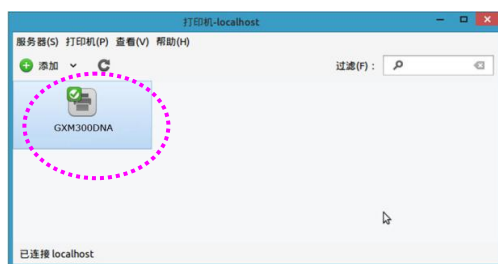 打印机-localhost
服务器(S) 打印机(P) 查看(V) 帮助(H)
添加 过滤(F)：
GXM300DNA
已连接 localhost